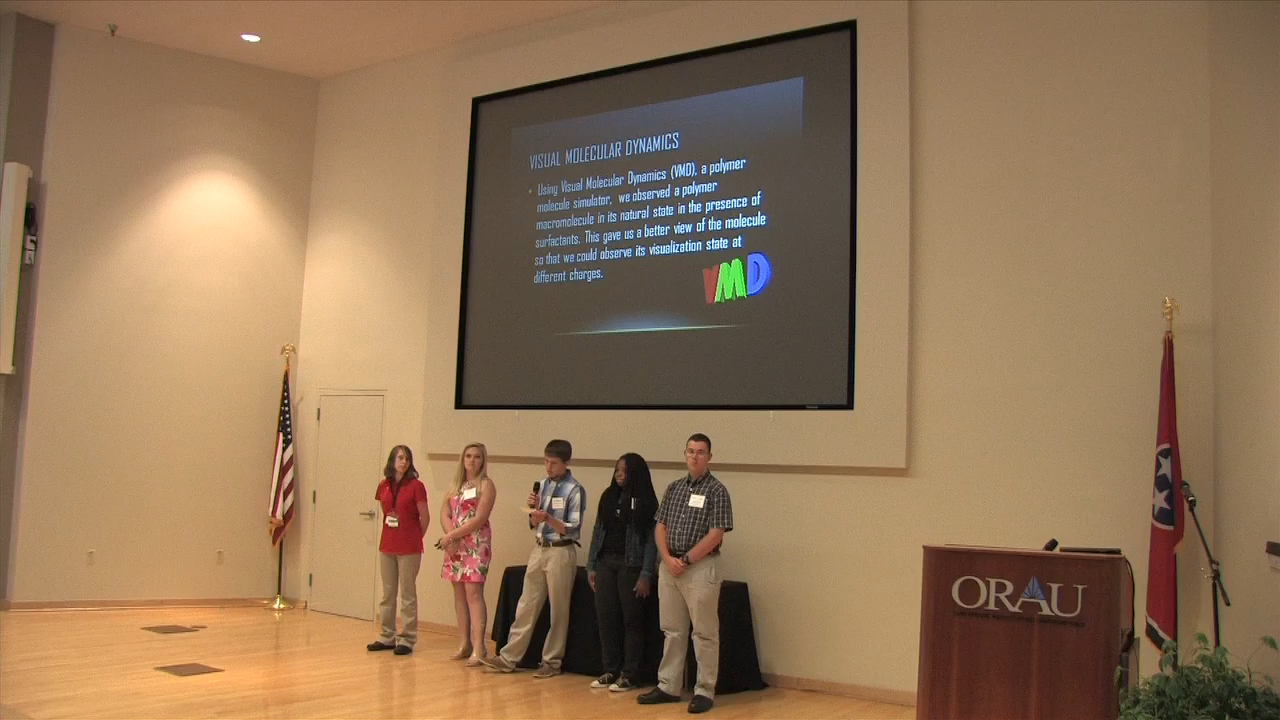 VISUAL MOLECULAR DYNAMICS
• Using Visual Molecular Dynamics (VMD), a polymer
molecule simulator, we observed a polymer
macromolecule in its natural state in the presence of
surfactants. This gave us a better view of the molecule
so that we could observe its visualization state at
different charges.
VMD
ORAU